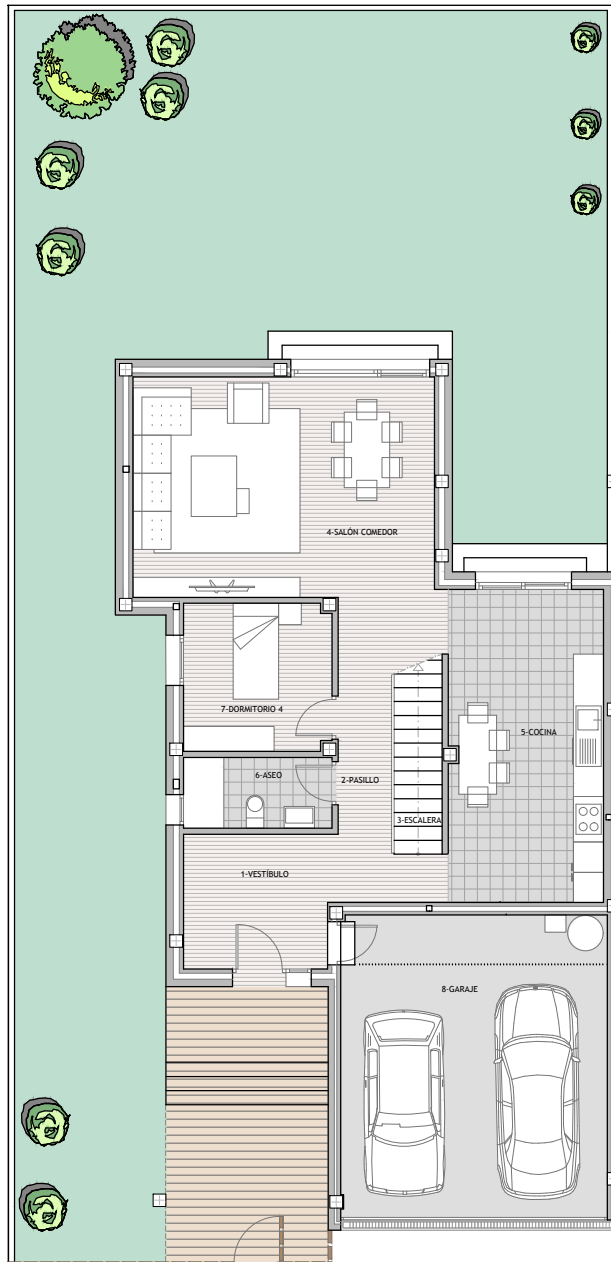 4-SALÓN COMEDOR
7-DORMITORIO 4
5-COCINA
6-ASEO
2-PASILLO
3-ESCALERA
1-VESTÍBULO
8-GARAJE